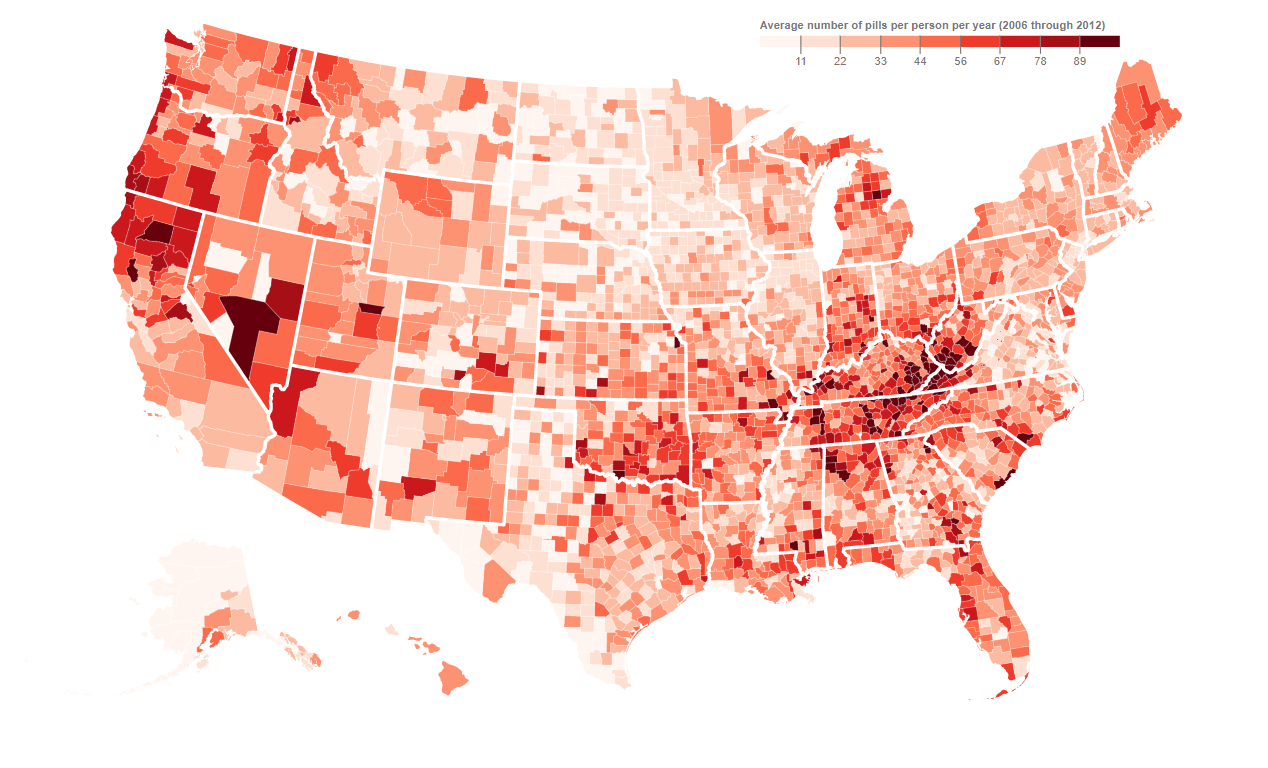 Average number of pills per person per year (2006 through 2012)
11 22 33 44 56 67 78 89